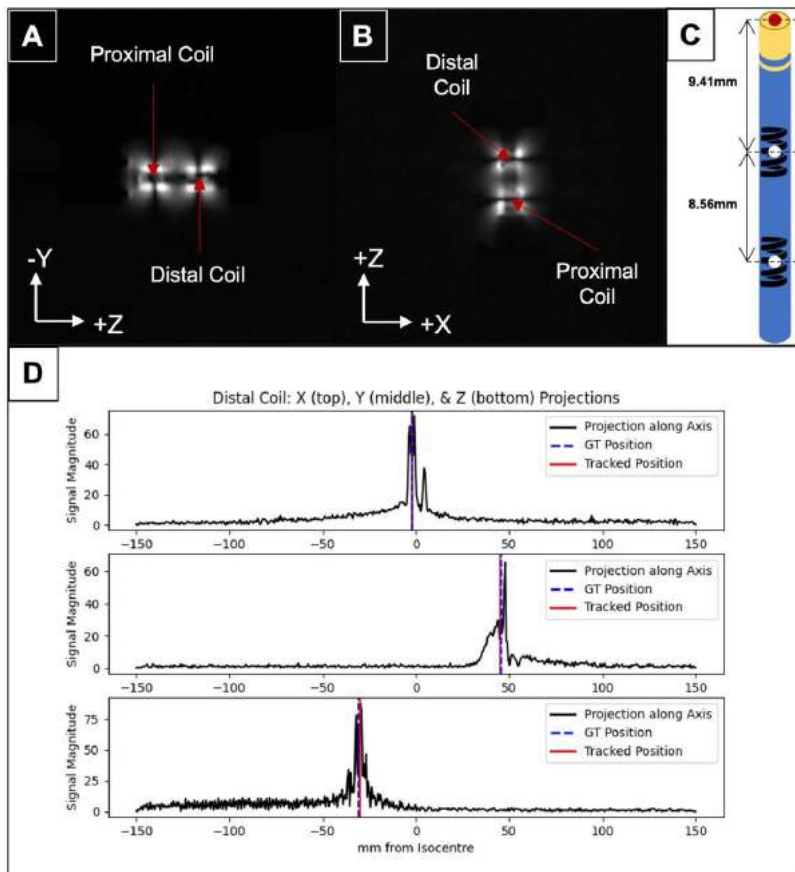 A
Proximal Coil
Distal Coil
-Y
+Z
B
Distal
Coil
Proximal
Coil
+Z
+X
C
9.41mm
8.56mm
D
Distal Coil: X (top), Y (middle), & Z (bottom) Projections
Signal Magnitude
60
40
20
0
Projection along Axis
GT Position
Tracked Position
−150 −100 −50 0 50 100 150
Signal Magnitude
60
40
20
0
Projection along Axis
GT Position
Tracked Position
−150 −100 −50 0 50 100 150
Signal Magnitude
75
50
25
0
Projection along Axis
GT Position
Tracked Position
−150 −100 −50 0 50 100 150
mm from Isocentre